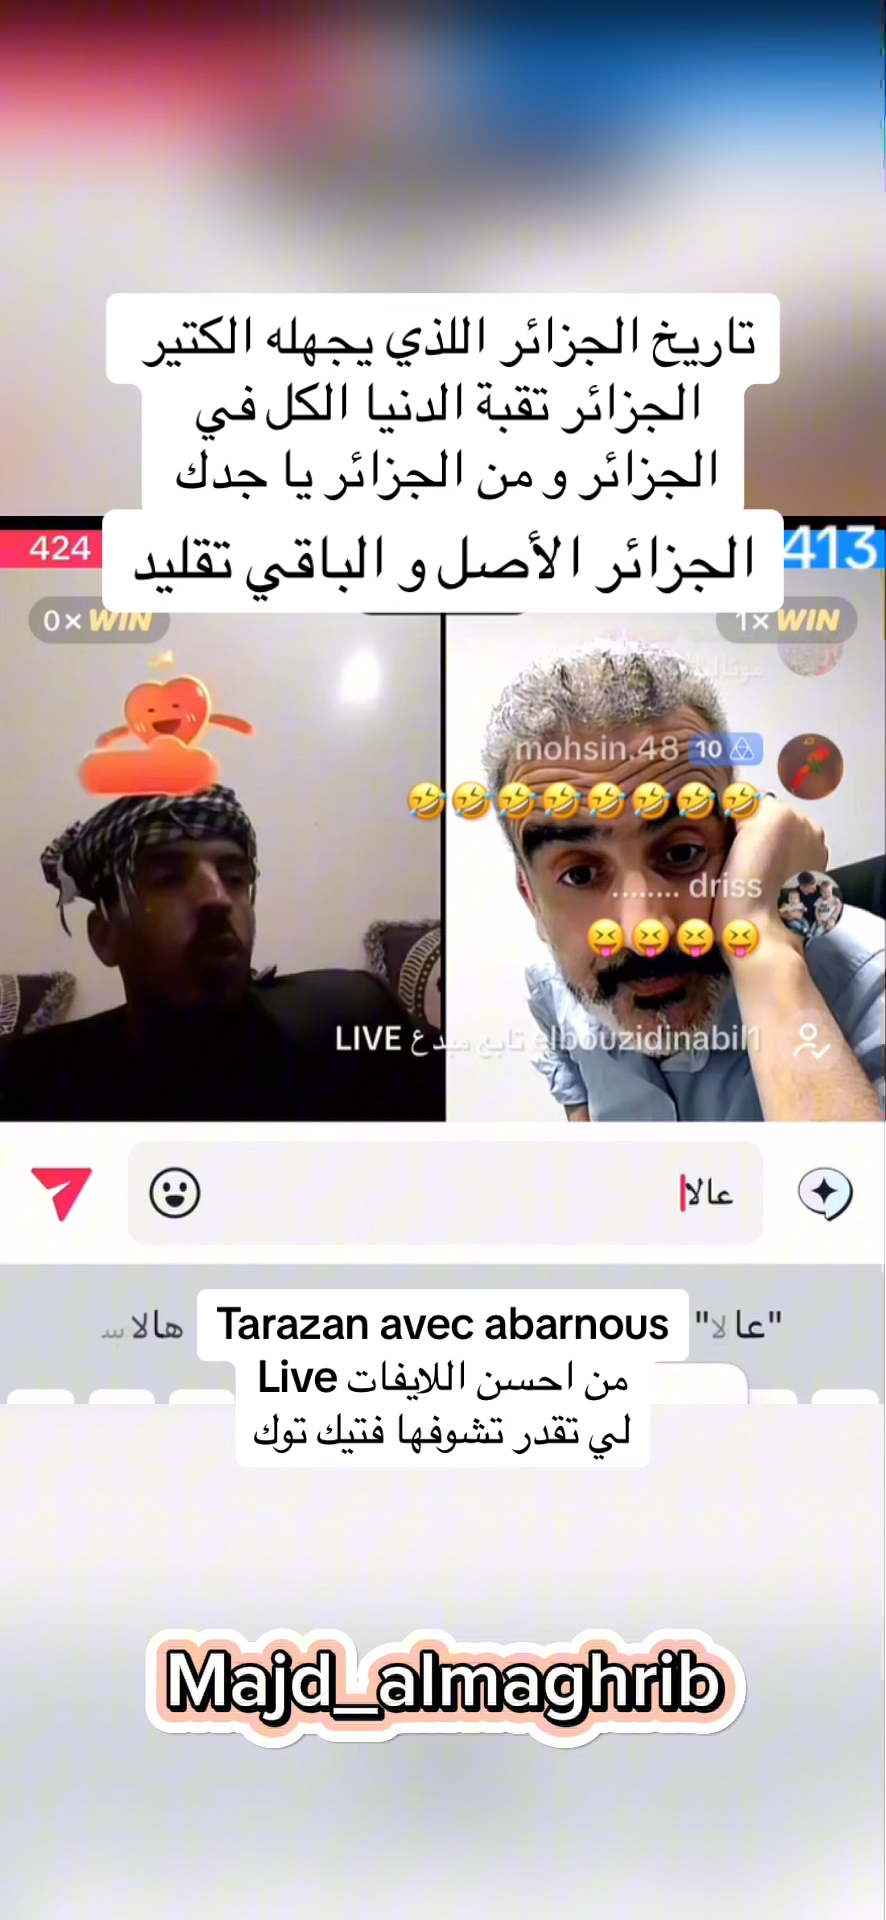 تاريخ الجزائر اللذي يجهله الكتير
الجزائر تقبة الدنيا الكل في
الجزائر و من الجزائر يا جدك
الجزائر الأصل و الباقي تقليد
424
413
0× WIN
1× WIN
mohsin.48 10
🤣🤣🤣🤣🤣🤣🤣🤣
driss ........
😝😝😝😝
elbouzidinabil1 تابع مبدع LIVE
عالا
"عالا"
هالا
Tarazan avec abarnous
من احسن اللايفات Live
لي تقدر تشوفها فتيك توك
Majd_almaghrib